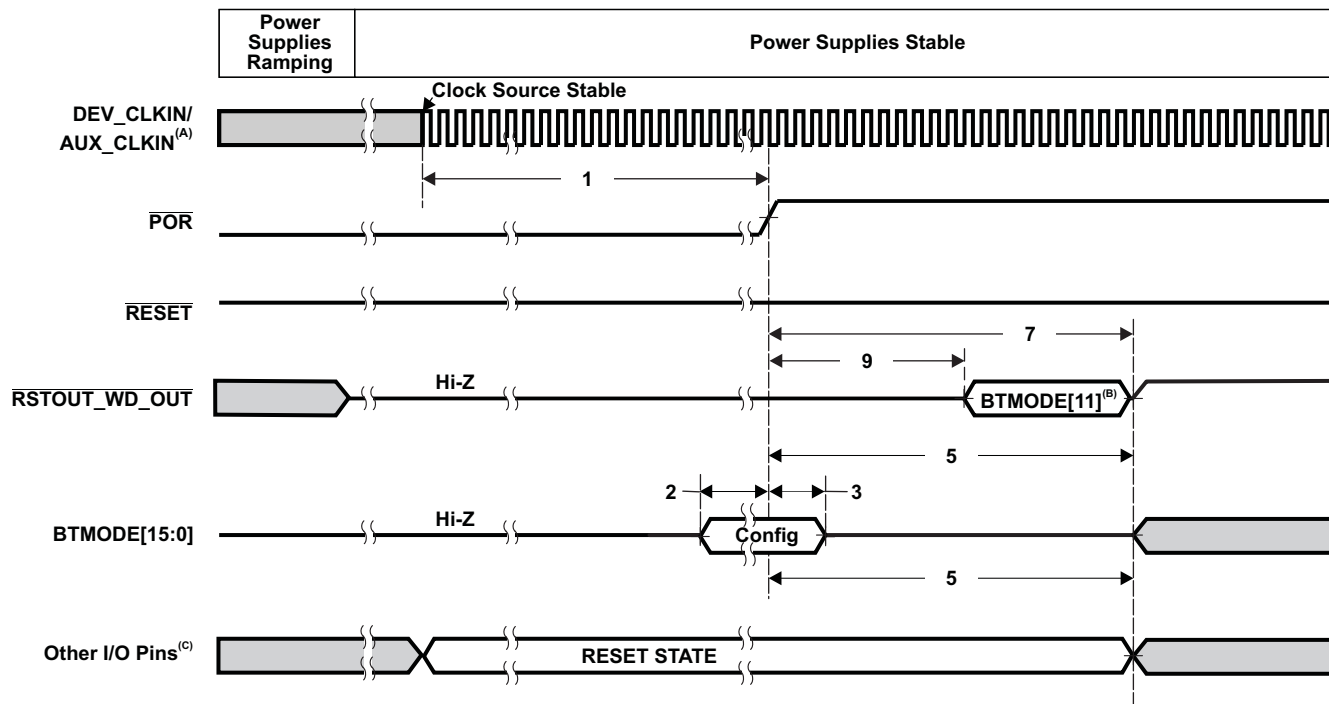 Power
Supplies
Ramping
Power Supplies Stable
Clock Source Stable
DEV_CLKIN/
AUX_CLKIN(A)
1
POR
RESET
7
9
Hi-Z
RSTOUT_WD_OUT
BTMODE[11](B)
5
2
3
Hi-Z
BTMODE[15:0]
Config
5
Other I/O Pins(C)
RESET STATE